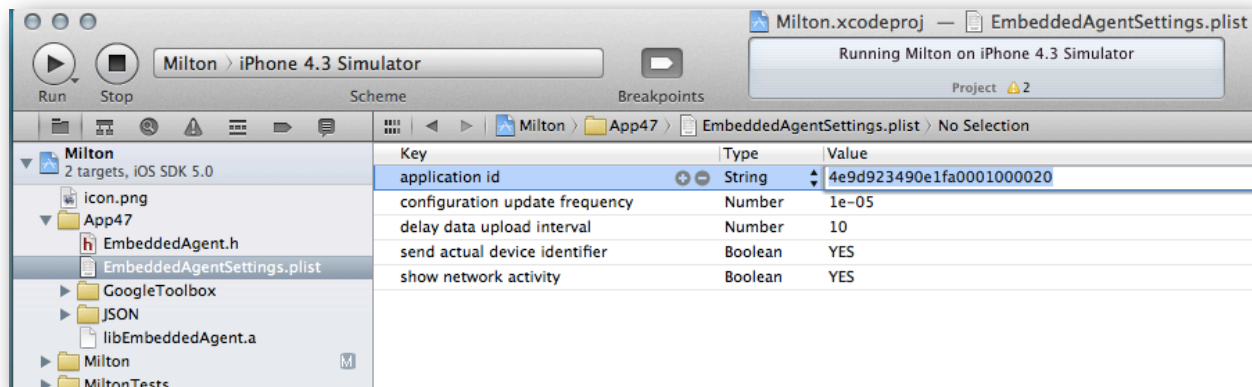 Milton.xcodeproj — EmbeddedAgentSettings.plist
Milton 〉 iPhone 4.3 Simulator
Running Milton on iPhone 4.3 Simulator
Project 2
Run Stop Scheme Breakpoints
Milton 〉 App47 〉 EmbeddedAgentSettings.plist 〉 No Selection
Milton
2 targets, iOS SDK 5.0
icon.png
App47
h EmbeddedAgent.h
EmbeddedAgentSettings.plist
GoogleToolbox
JSON
libEmbeddedAgent.a
Milton M
MiltonTests
Key Type Value
application id String 4e9d923490e1fa0001000020
configuration update frequency Number 1e-05
delay data upload interval Number 10
send actual device identifier Boolean YES
show network activity Boolean YES